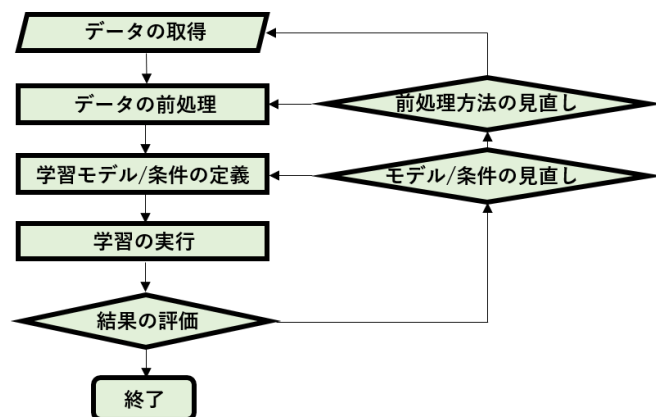 データの取得
データの前処理
前処理方法の見直し
学習モデル/条件の定義
モデル/条件の見直し
学習の実行
結果の評価
終了